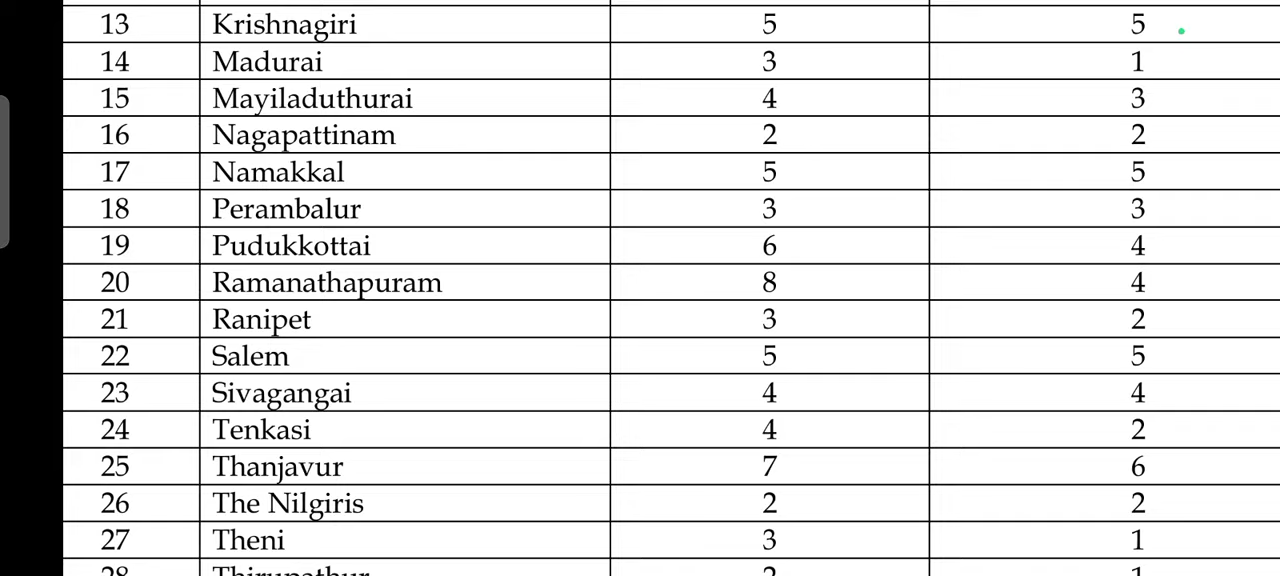 13 Krishnagiri 5 5
14 Madurai 3 1
15 Mayiladuthurai 4 3
16 Nagapattinam 2 2
17 Namakkal 5 5
18 Perambalur 3 3
19 Pudukkottai 6 4
20 Ramanathapuram 8 4
21 Ranipet 3 2
22 Salem 5 5
23 Sivagangai 4 4
24 Tenkasi 4 2
25 Thanjavur 7 6
26 The Nilgiris 2 2
27 Theni 3 1
28 Thirupathur 2 1